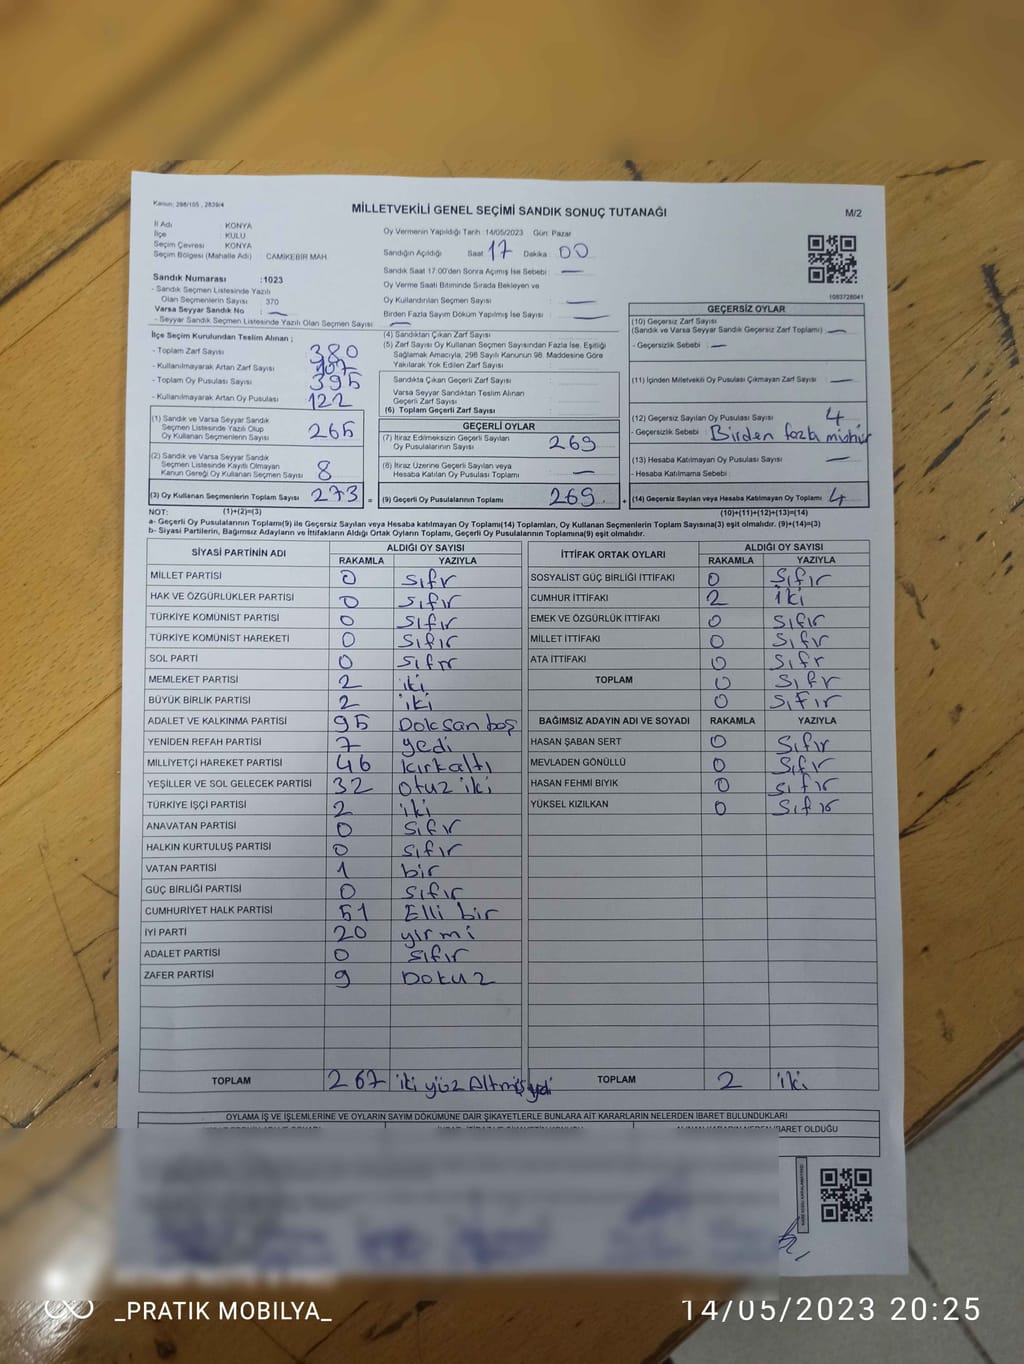 Kanun: 298/105 , 2839/4
MİLLETVEKİLİ GENEL SEÇİMİ SANDIK SONUÇ TUTANAĞI
M/2
İl Adı : KONYA
İlçe : KULU
Seçim Çevresi : KONYA
Seçim Bölgesi (Mahalle Adı) : CAMİKEBİR MAH.
Sandık Numarası :1023
- Sandık Seçmen Listesinde Yazılı
Olan Seçmenlerin Sayısı : 370
Varsa Seyyar Sandık No : —
- Seyyar Sandık Seçmen Listesinde Yazılı Olan Seçmen Sayısı : —
Oy Vermenin Yapıldığı Tarih :14/05/2023 Gün: Pazar
Sandığın Açıldığı Saat : 17 Dakika : 00
Sandık Saat 17.00'den Sonra Açılmış İse Sebebi : —
Oy Verme Saati Bitiminde Sırada Bekleyen ve
Oy Kullandırılan Seçmen Sayısı : —
Birden Fazla Sayım Döküm Yapılmış İse Sayısı : —
1083728041
İlçe Seçim Kurulundan Teslim Alınan ;
- Toplam Zarf Sayısı : 380
- Kullanılmayarak Artan Zarf Sayısı : 107
- Toplam Oy Pusulası Sayısı : 395
- Kullanılmayarak Artan Oy Pusulası : 122
(1) Sandık ve Varsa Seyyar Sandık
Seçmen Listesinde Yazılı Olup
Oy Kullanan Seçmenlerin Sayısı : 265
(2) Sandık ve Varsa Seyyar Sandık
Seçmen Listesinde Kayıtlı Olmayan
Kanun Gereği Oy Kullanan Seçmen Sayısı : 8
(3) Oy Kullanan Seçmenlerin Toplam Sayısı : 273 =
(4) Sandıktan Çıkan Zarf Sayısı :
(5) Zarf Sayısı Oy Kullanan Seçmen Sayısından Fazla İse, Eşitliği
Sağlamak Amacıyla, 298 Sayılı Kanunun 98. Maddesine Göre
Yakılarak Yok Edilen Zarf Sayısı :
Sandıkta Çıkan Geçerli Zarf Sayısı :
Varsa Seyyar Sandıktan Teslim Alınan
Geçerli Zarf Sayısı :
(6) Toplam Geçerli Zarf Sayısı :
GEÇERLİ OYLAR
(7) İtiraz Edilmeksizin Geçerli Sayılan
Oy Pusulalarının Sayısı : 269
(8) İtiraz Üzerine Geçerli Sayılan veya
Hesaba Katılan Oy Pusulası Toplamı : —
(9) Geçerli Oy Pusulalarının Toplamı : 269 +
GEÇERSİZ OYLAR
(10) Geçersiz Zarf Sayısı
(Sandık ve Varsa Seyyar Sandık Geçersiz Zarf Toplamı) : —
- Geçersizlik Sebebi : —
(11) İçinden Milletvekili Oy Pusulası Çıkmayan Zarf Sayısı : —
(12) Geçersiz Sayılan Oy Pusulası Sayısı : 4
- Geçersizlik Sebebi : Birden fazla mühür
(13) Hesaba Katılmayan Oy Pusulası Sayısı : —
- Hesaba Katılmama Sebebi :
(14) Geçersiz Sayılan veya Hesaba Katılmayan Oy Toplamı : 4
NOT: (1)+(2)=(3)
(10)+(11)+(12)+(13)=(14)
a- Geçerli Oy Pusulalarının Toplamı(9) ile Geçersiz Sayılan veya Hesaba katılmayan Oy Toplamı(14) Toplamları, Oy Kullanan Seçmenlerin Toplam Sayısına(3) eşit olmalıdır. (9)+(14)=(3)
b- Siyasi Partilerin, Bağımsız Adayların ve İttifakların Aldığı Ortak Oyların Toplamı, Geçerli Oy Pusulalarının Toplamına(9) eşit olmalıdır.
SİYASİ PARTİNİN ADI ALDIĞI OY SAYISI
RAKAMLA YAZIYLA
MİLLET PARTİSİ 0 sıfır
HAK VE ÖZGÜRLÜKLER PARTİSİ 0 sıfır
TÜRKİYE KOMÜNİST PARTİSİ 0 sıfır
TÜRKİYE KOMÜNİST HAREKETİ 0 sıfır
SOL PARTİ 0 sıfır
MEMLEKET PARTİSİ 2 iki
BÜYÜK BİRLİK PARTİSİ 2 iki
ADALET VE KALKINMA PARTİSİ 95 Doksan beş
YENİDEN REFAH PARTİSİ 7 yedi
MİLLİYETÇİ HAREKET PARTİSİ 46 kırkaltı
YEŞİLLER VE SOL GELECEK PARTİSİ 32 otuz iki
TÜRKİYE İŞÇİ PARTİSİ 2 iki
ANAVATAN PARTİSİ 0 sıfır
HALKIN KURTULUŞ PARTİSİ 0 sıfır
VATAN PARTİSİ 1 bir
GÜÇ BİRLİĞİ PARTİSİ 0 sıfır
CUMHURİYET HALK PARTİSİ 51 Elli bir
İYİ PARTİ 20 yirmi
ADALET PARTİSİ 0 sıfır
ZAFER PARTİSİ 9 Dokuz
TOPLAM 267 iki yüz Altmış yedi
İTTİFAK ORTAK OYLARI ALDIĞI OY SAYISI
RAKAMLA YAZIYLA
SOSYALİST GÜÇ BİRLİĞİ İTTİFAKI 0 sıfır
CUMHUR İTTİFAKI 2 iki
EMEK VE ÖZGÜRLÜK İTTİFAKI 0 sıfır
MİLLET İTTİFAKI 0 sıfır
ATA İTTİFAKI 0 sıfır
TOPLAM 0 sıfır
0 sıfır
BAĞIMSIZ ADAYIN ADI VE SOYADI RAKAMLA YAZIYLA
HASAN ŞABAN SERT 0 sıfır
MEVLADEN GÖNÜLLÜ 0 sıfır
HASAN FEHMİ BIYIK 0 sıfır
YÜKSEL KIZILKAN 0 sıfır
TOPLAM 2 iki
OYLAMA İŞ VE İŞLEMLERİNE VE OYLARIN SAYIM DÖKÜMÜNE DAİR ŞİKAYETLERLE BUNLARA AİT KARARLARIN NELERDEN İBARET BULUNDUKLARI
_PRATIK MOBILYA_
14/05/2023 20:25